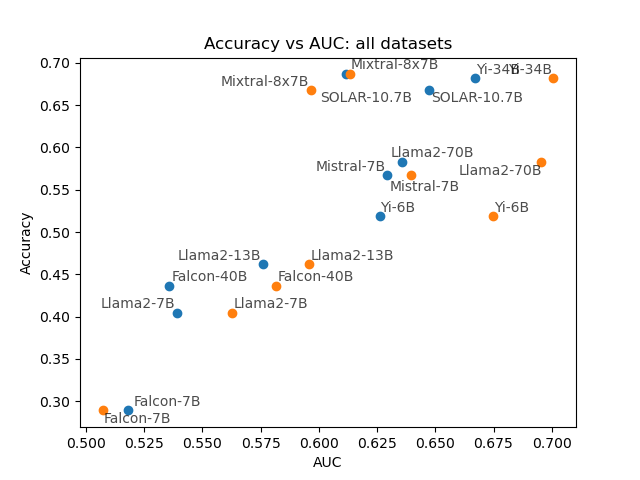 Accuracy vs AUC: all datasets
0.70
Mixtral-8x7B
Yi-34B
Yi-34B
Mixtral-8x7B
0.65
SOLAR-10.7B
SOLAR-10.7B
0.60
Llama2-70B
Mistral-7B
Llama2-70B
0.55
Mistral-7B
Yi-6B
Yi-6B
0.50
Accuracy
0.45
Llama2-13B
Llama2-13B
Falcon-40B
Falcon-40B
0.40
Llama2-7B
Llama2-7B
0.35
0.30
Falcon-7B
Falcon-7B
0.500 0.525 0.550 0.575 0.600 0.625 0.650 0.675 0.700
AUC